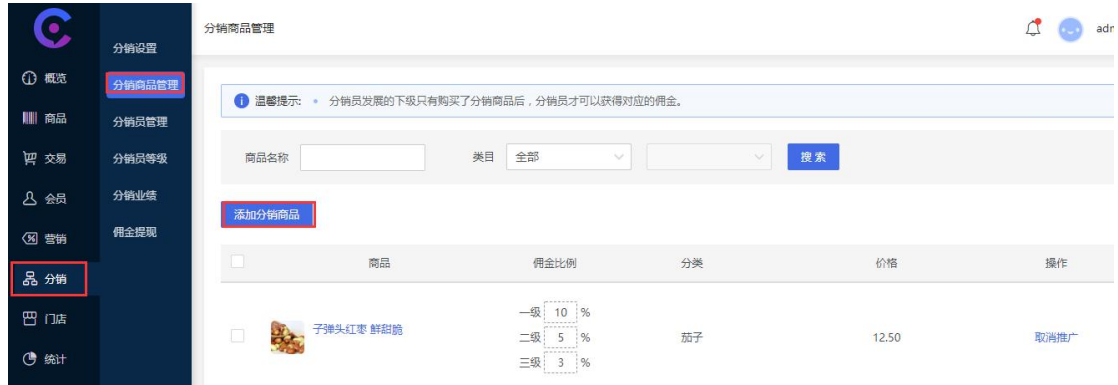 分销商品管理
adn
概览
商品
交易
会员
营销
分销
门店
统计
分销设置
分销商品管理
分销员管理
分销员等级
分销业绩
佣金提现
温馨提示: 分销员发展的下级只有购买了分销商品后，分销员才可以获得对应的佣金。
商品名称 类目 全部 搜索
添加分销商品
商品 佣金比例 分类 价格 操作
子弹头红枣 鲜甜脆 茄子 12.50 取消推广
一级 10 %
二级 5 %
三级 3 %